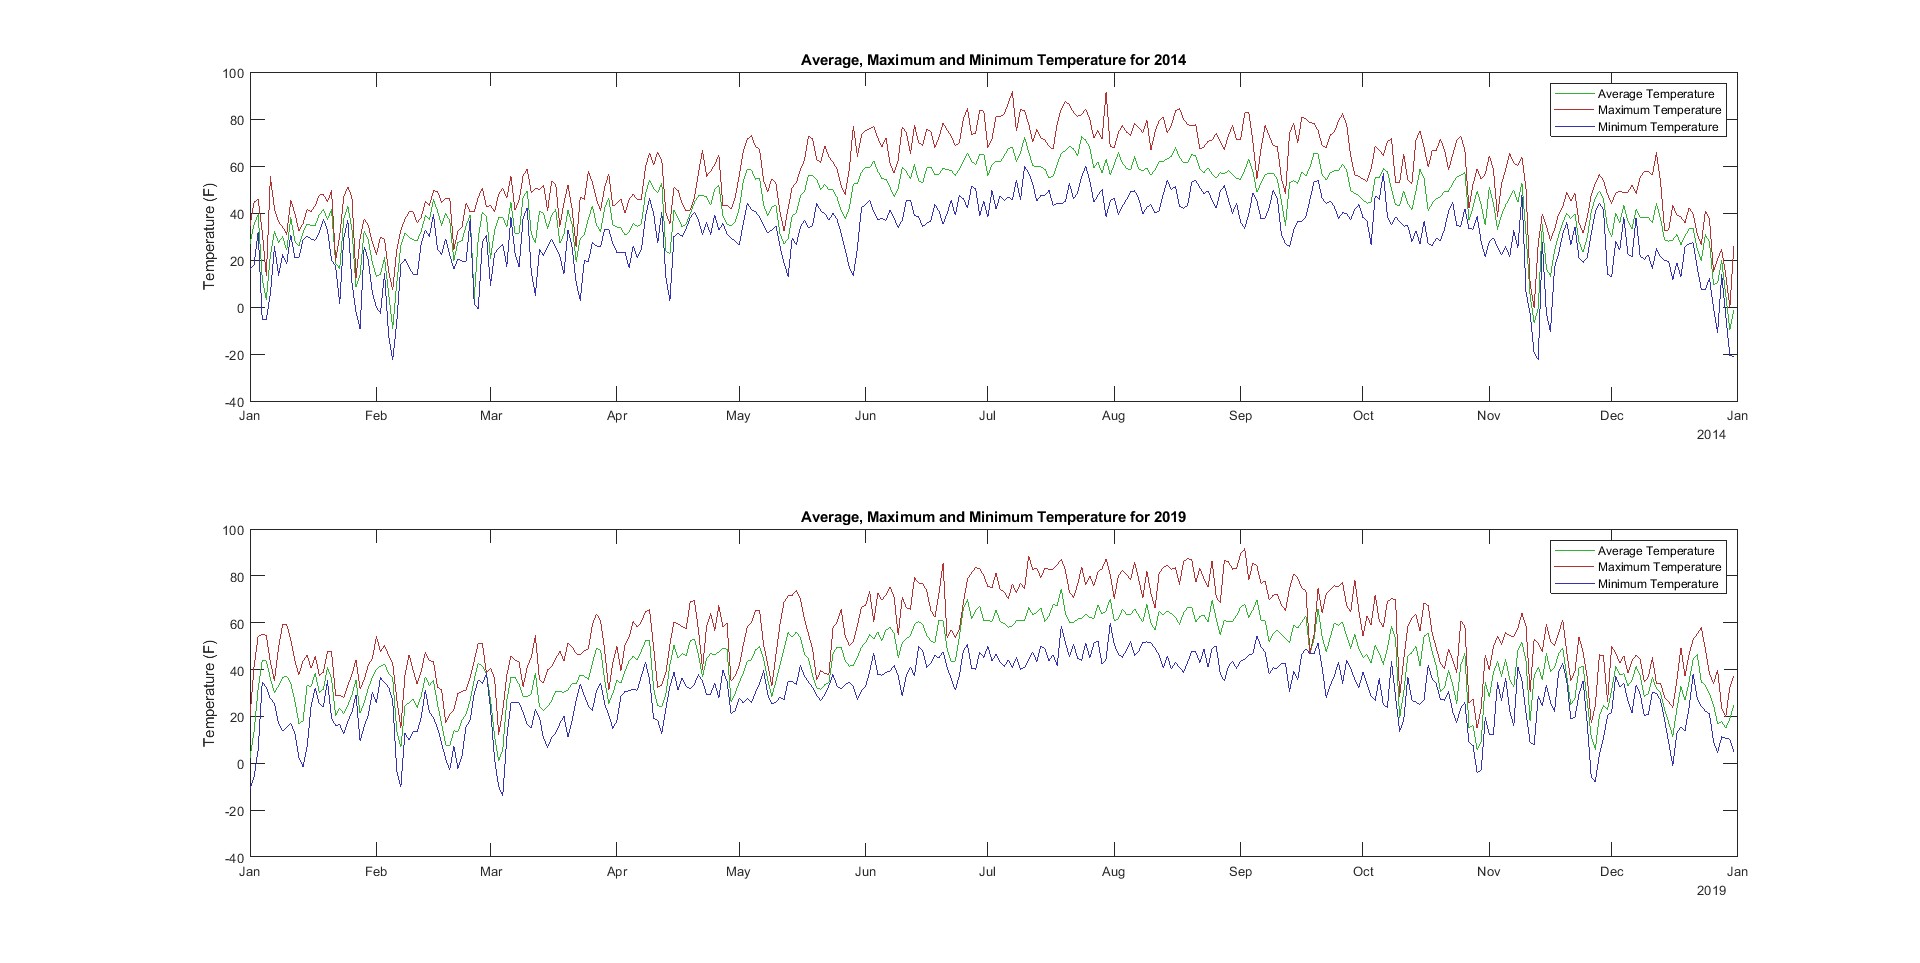 Average, Maximum and Minimum Temperature for 2014
100
80
60
40
20
0
-20
-40
Temperature (F)
Average Temperature
Maximum Temperature
Minimum Temperature
Jan Feb Mar Apr May Jun Jul Aug Sep Oct Nov Dec Jan
2014
Average, Maximum and Minimum Temperature for 2019
100
80
60
40
20
0
-20
-40
Temperature (F)
Average Temperature
Maximum Temperature
Minimum Temperature
Jan Feb Mar Apr May Jun Jul Aug Sep Oct Nov Dec Jan
2019